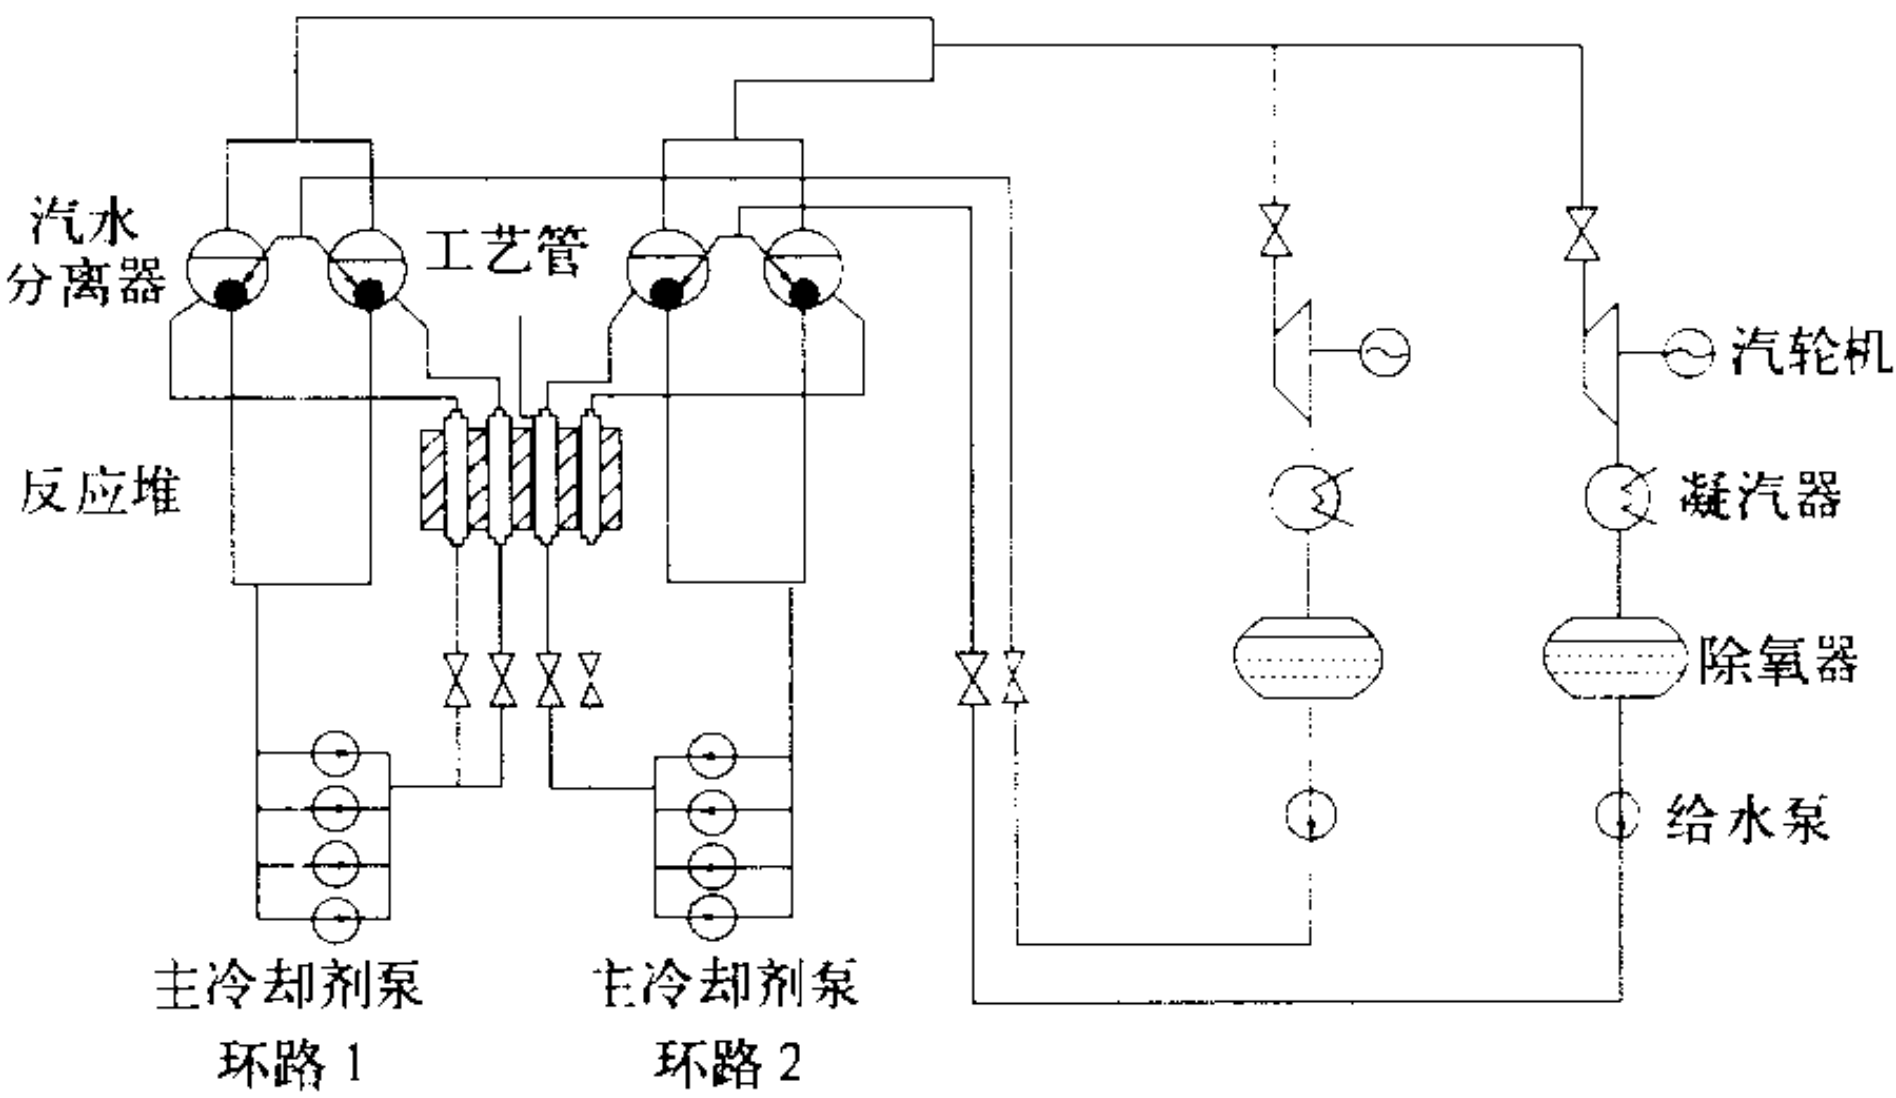 汽水
分离器
工艺管
汽轮机
反应堆
凝汽器
除氧器
给水泵
主冷却剂泵
环路1
主冷却剂泵
环路2